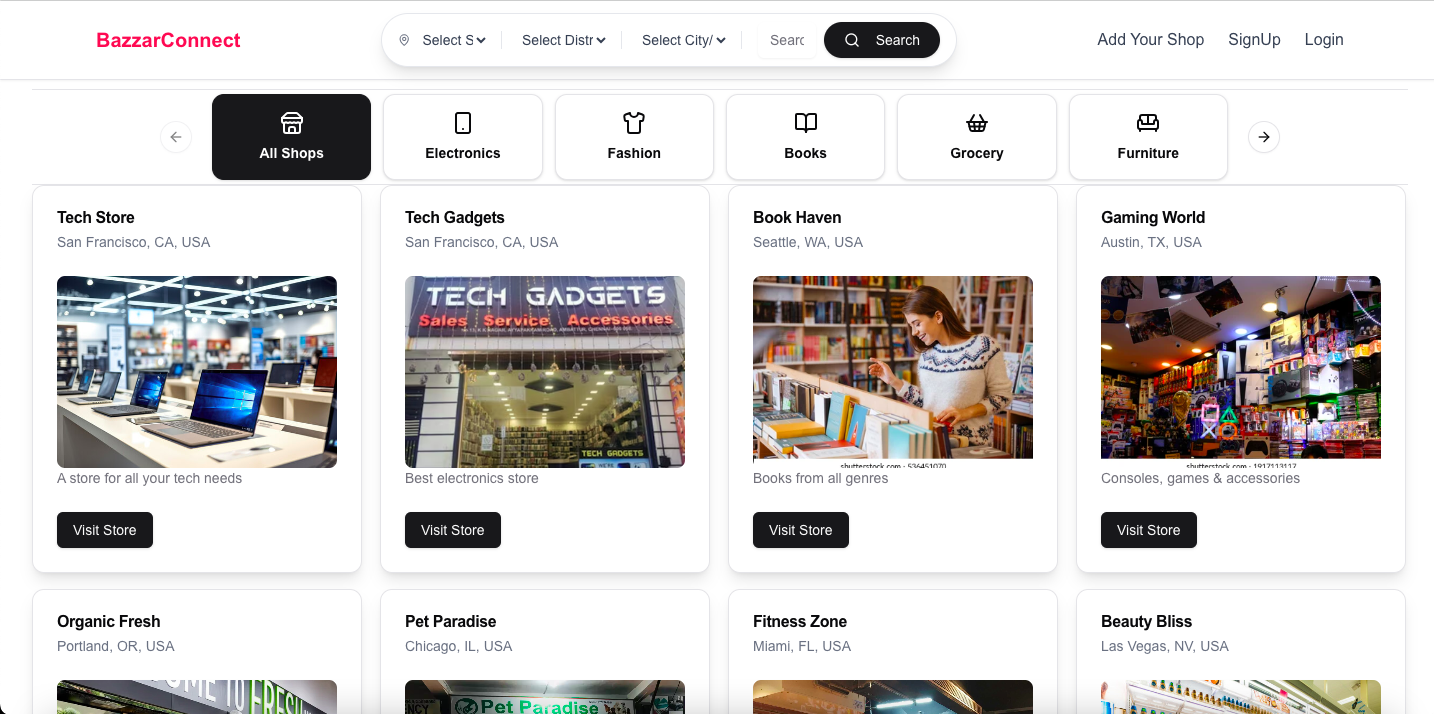 BazzarConnect
Select S
Select Distr
Select City/
Searc
Search
Add Your Shop
SignUp
Login
All Shops
Electronics
Fashion
Books
Grocery
Furniture
Tech Store
San Francisco, CA, USA
A store for all your tech needs
Visit Store
Tech Gadgets
San Francisco, CA, USA
TECH GADGETS
Sales Service Accessories
TECH GADGETS
Best electronics store
Visit Store
Book Haven
Seattle, WA, USA
shutterstock.com · 536451070
Books from all genres
Visit Store
Gaming World
Austin, TX, USA
shutterstock.com · 1917113117
Consoles, games & accessories
Visit Store
Organic Fresh
Portland, OR, USA
Pet Paradise
Chicago, IL, USA
Pet Paradise
Fitness Zone
Miami, FL, USA
Beauty Bliss
Las Vegas, NV, USA